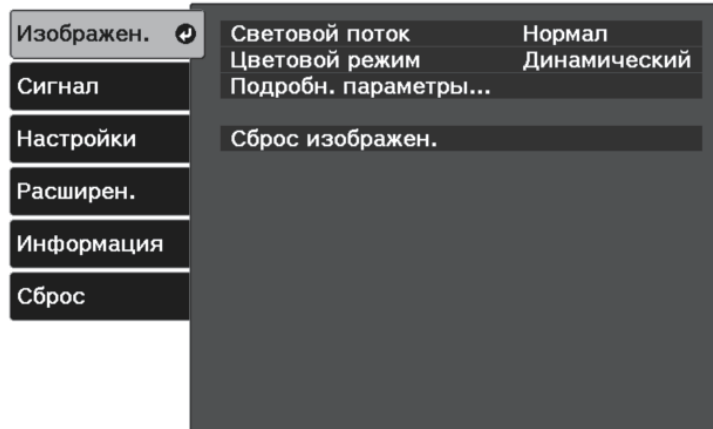 Изображен.
Сигнал
Настройки
Расширен.
Информация
Сброс
Световой поток Нормал
Цветовой режим Динамический
Подробн. параметры...
Сброс изображен.